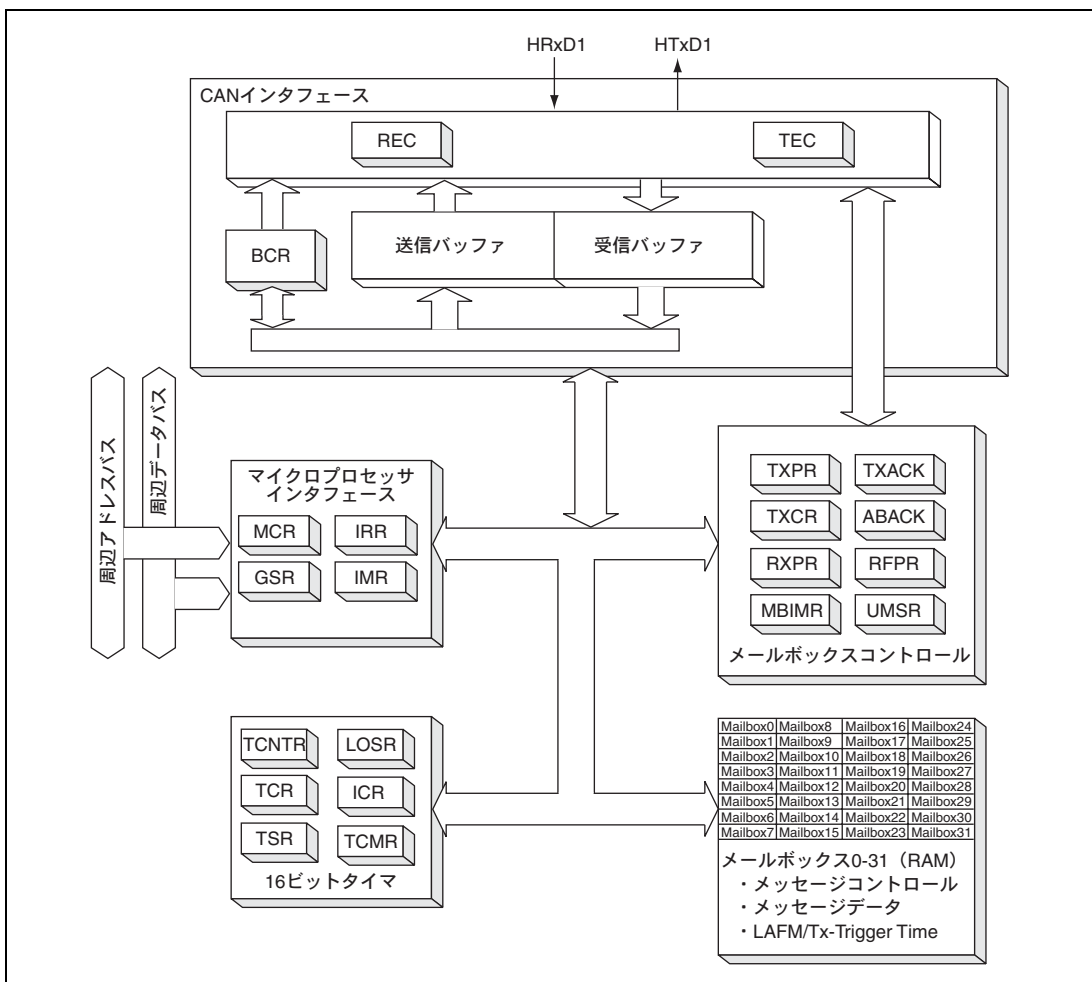 HRxD1 HTxD1
CANインタフェース
REC TEC
BCR
送信バッファ 受信バッファ
周辺アドレスバス
周辺データバス
マイクロプロセッサ
インタフェース
MCR IRR
GSR IMR
TXPR TXACK
TXCR ABACK
RXPR RFPR
MBIMR UMSR
メールボックスコントロール
TCNTR LOSR
TCR ICR
TSR TCMR
16ビットタイマ
Mailbox0 Mailbox8 Mailbox16 Mailbox24
Mailbox1 Mailbox9 Mailbox17 Mailbox25
Mailbox2 Mailbox10 Mailbox18 Mailbox26
Mailbox3 Mailbox11 Mailbox19 Mailbox27
Mailbox4 Mailbox12 Mailbox20 Mailbox28
Mailbox5 Mailbox13 Mailbox21 Mailbox29
Mailbox6 Mailbox14 Mailbox22 Mailbox30
Mailbox7 Mailbox15 Mailbox23 Mailbox31
メールボックス0-31（RAM）
・メッセージコントロール
・メッセージデータ
・LAFM/Tx-Trigger Time